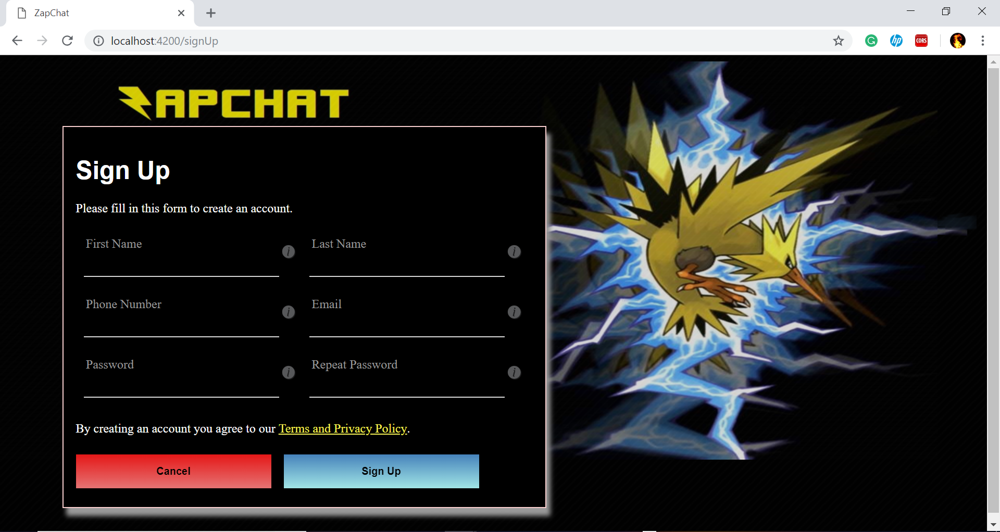 ZapChat
localhost:4200/signUp
hp
CORS
ZAPCHAT
Sign Up
Please fill in this form to create an account.
First Name
i
Last Name
i
Phone Number
i
Email
i
Password
i
Repeat Password
i
By creating an account you agree to our Terms and Privacy Policy.
Cancel
Sign Up